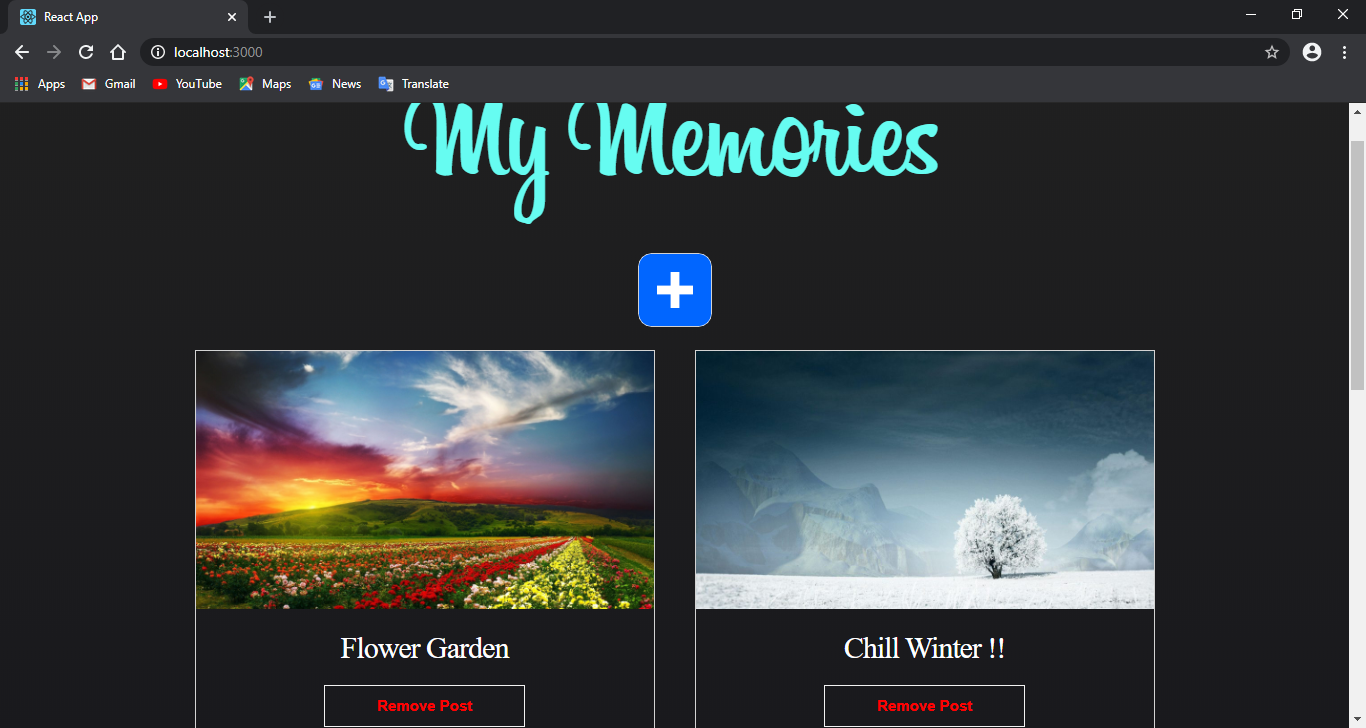 React App
localhost:3000
Apps Gmail YouTube Maps News Translate
My Memories
Flower Garden
Chill Winter !!
Remove Post
Remove Post